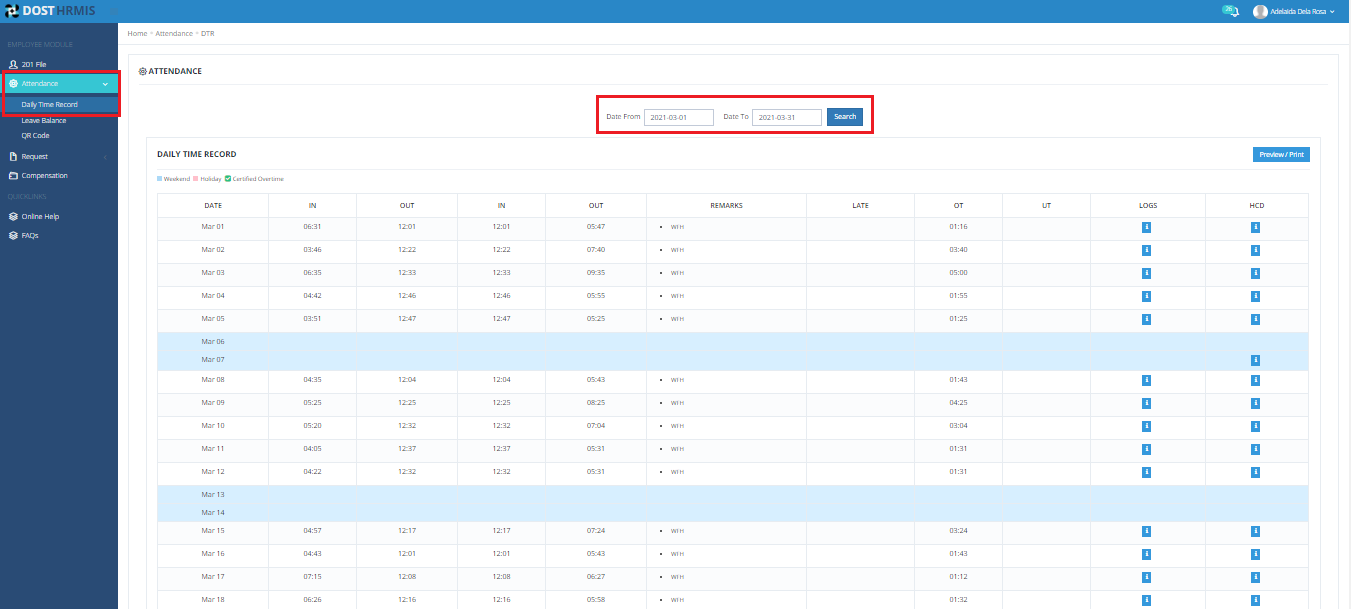 DOST HRMIS
26
Adelaida Dela Rosa
EMPLOYEE MODULE
201 File
Attendance
Daily Time Record
Leave Balance
QR Code
Request
Compensation
QUICKLINKS
Online Help
FAQs
Home Attendance DTR
ATTENDANCE
Date From 2021-03-01 Date To 2021-03-31 Search
DAILY TIME RECORD Preview / Print
Weekend Holiday Certified Overtime
DATE IN OUT IN OUT REMARKS LATE OT UT LOGS HCD
Mar 01 06:31 12:01 12:01 05:47 • WFH 01:16
Mar 02 03:46 12:22 12:22 07:40 • WFH 03:40
Mar 03 06:35 12:33 12:33 09:35 • WFH 05:00
Mar 04 04:42 12:46 12:46 05:55 • WFH 01:55
Mar 05 03:51 12:47 12:47 05:25 • WFH 01:25
Mar 06
Mar 07
Mar 08 04:35 12:04 12:04 05:43 • WFH 01:43
Mar 09 05:25 12:25 12:25 08:25 • WFH 04:25
Mar 10 05:20 12:32 12:32 07:04 • WFH 03:04
Mar 11 04:05 12:37 12:37 05:31 • WFH 01:31
Mar 12 04:22 12:32 12:32 05:31 • WFH 01:31
Mar 13
Mar 14
Mar 15 04:57 12:17 12:17 07:24 • WFH 03:24
Mar 16 04:43 12:01 12:01 05:43 • WFH 01:43
Mar 17 07:15 12:08 12:08 06:27 • WFH 01:12
Mar 18 06:26 12:16 12:16 05:58 • WFH 01:32